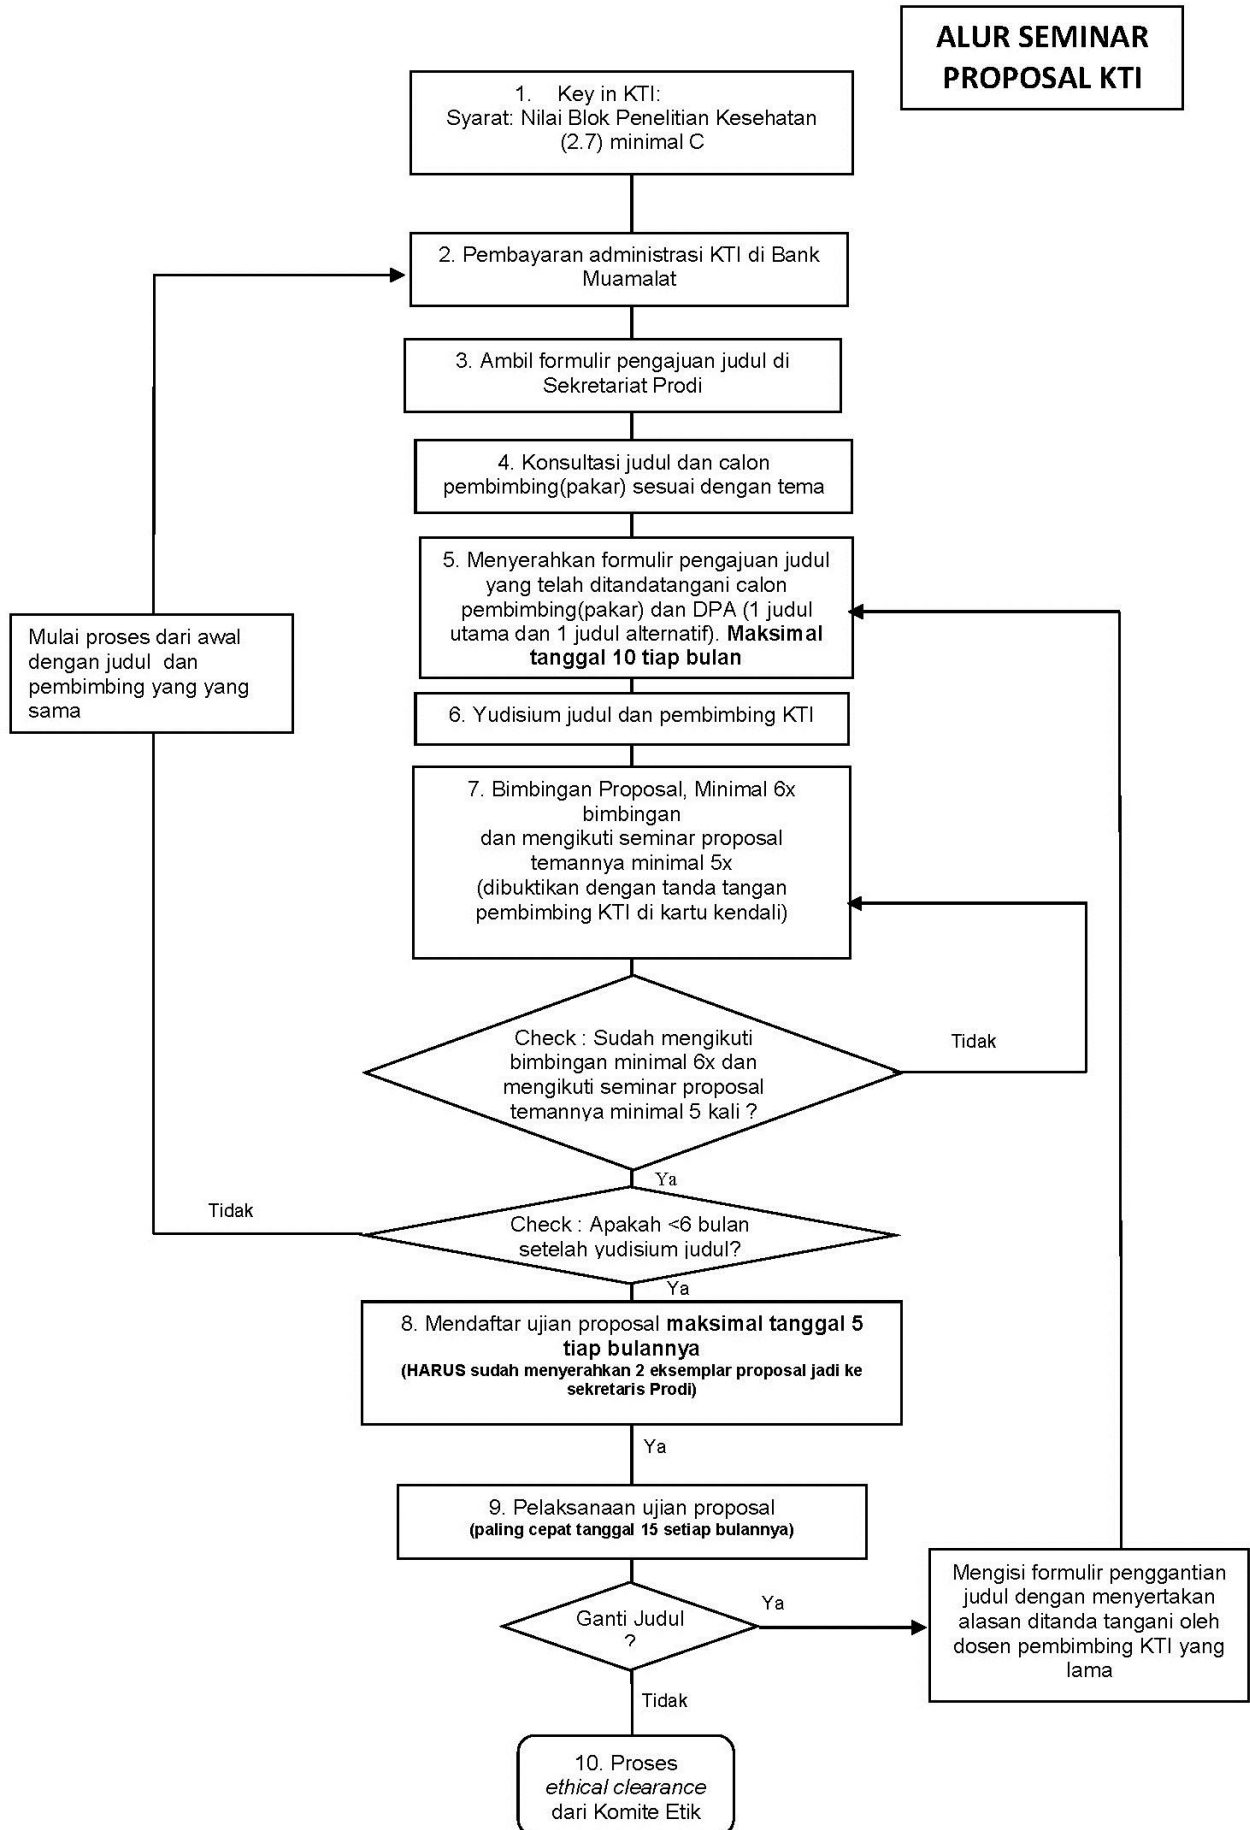 ALUR SEMINAR
PROPOSAL KTI
1. Key in KTI:
Syarat: Nilai Blok Penelitian Kesehatan
(2.7) minimal C
2. Pembayaran administrasi KTI di Bank
Muamalat
3. Ambil formulir pengajuan judul di
Sekretariat Prodi
4. Konsultasi judul dan calon
pembimbing(pakar) sesuai dengan tema
5. Menyerahkan formulir pengajuan judul
yang telah ditandatangani calon
pembimbing(pakar) dan DPA (1 judul
utama dan 1 judul alternatif). Maksimal
tanggal 10 tiap bulan
Mulai proses dari awal
dengan judul dan
pembimbing yang yang
sama
6. Yudisium judul dan pembimbing KTI
7. Bimbingan Proposal, Minimal 6x
bimbingan
dan mengikuti seminar proposal
temannya minimal 5x
(dibuktikan dengan tanda tangan
pembimbing KTI di kartu kendali)
Check : Sudah mengikuti
bimbingan minimal 6x dan
mengikuti seminar proposal
temannya minimal 5 kali ?
Tidak
Ya
Tidak
Check : Apakah <6 bulan
setelah yudisium judul?
Ya
8. Mendaftar ujian proposal maksimal tanggal 5
tiap bulannya
(HARUS sudah menyerahkan 2 eksemplar proposal jadi ke
sekretaris Prodi)
Ya
9. Pelaksanaan ujian proposal
(paling cepat tanggal 15 setiap bulannya)
Ganti Judul
?
Ya
Mengisi formulir penggantian
judul dengan menyertakan
alasan ditanda tangani oleh
dosen pembimbing KTI yang
lama
Tidak
10. Proses
ethical clearance
dari Komite Etik